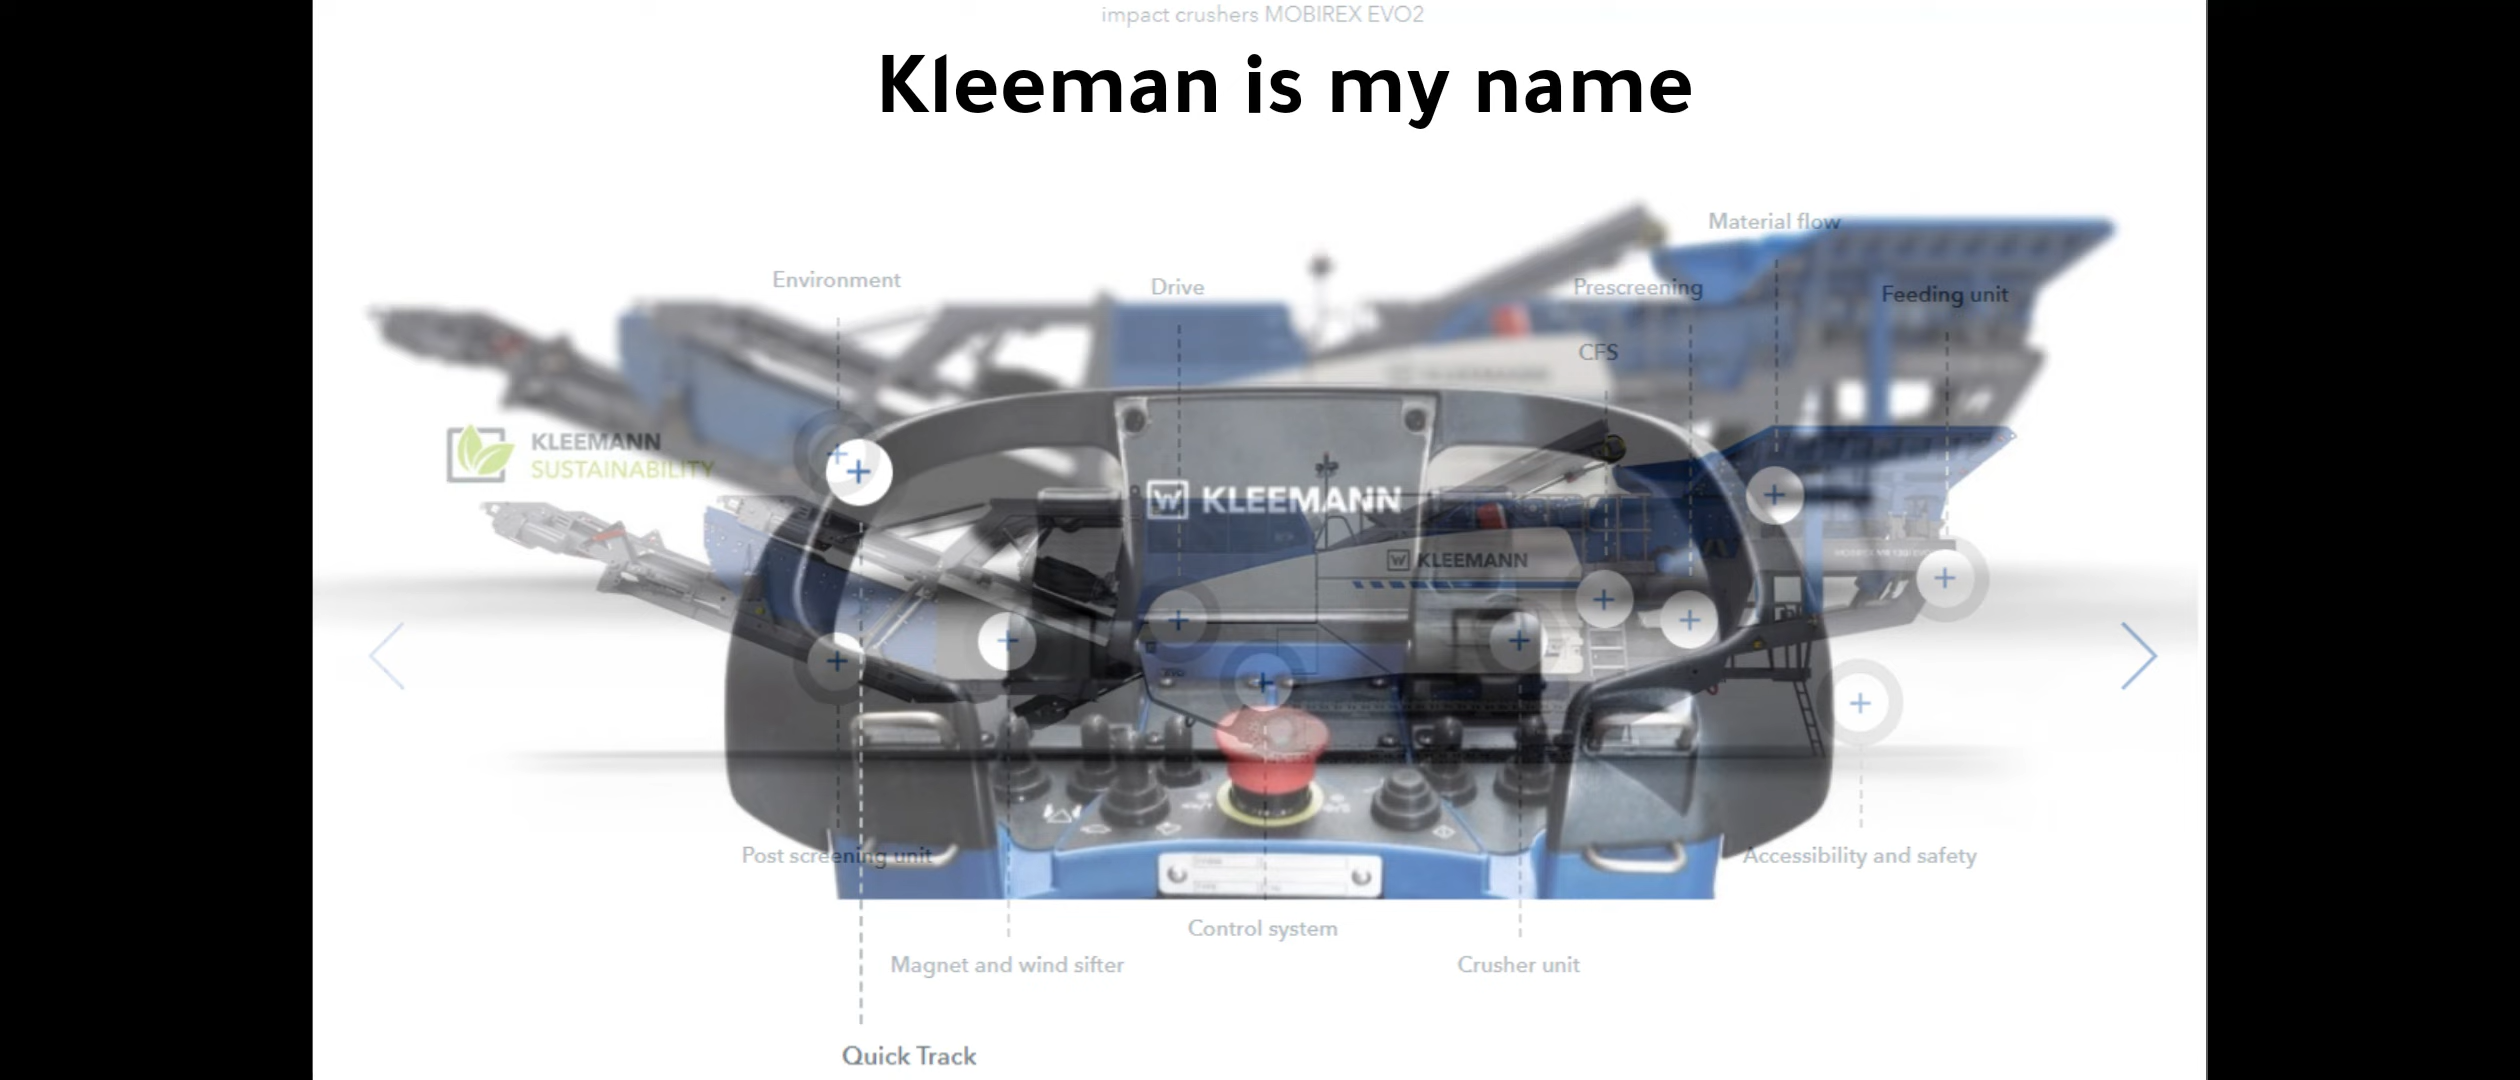 impact crushers MOBIREX EVO2
Kleeman is my name
Material flow
Environment
Drive
Prescreening
Feeding unit
CFS
KLEEMANN
SUSTAINABILITY
KLEEMANN
KLEEMANN
Post screening unit
Accessibility and safety
Control system
Magnet and wind sifter
Crusher unit
Quick Track